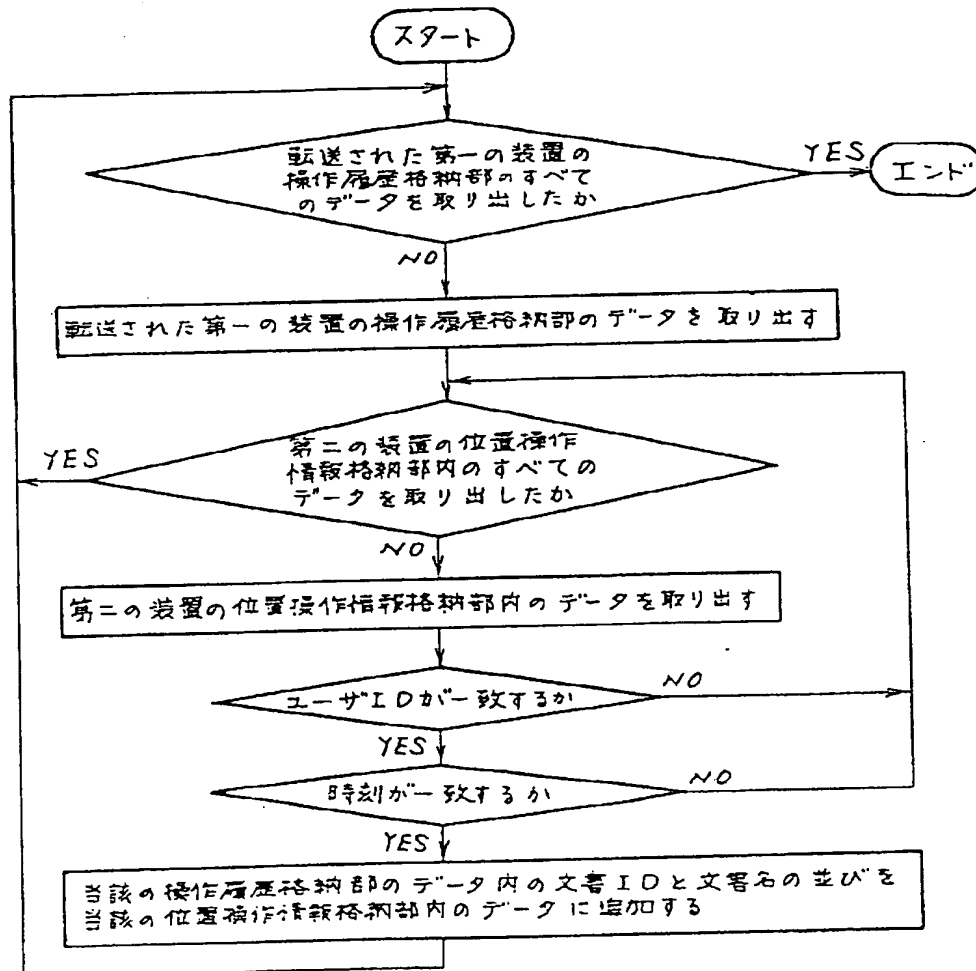 スタート
転送された第一の装置の
操作履歴格納部のすべて
のデータを取り出したか
YES
エンド
NO
転送された第一の装置の操作履歴格納部のデータを取り出す
第二の装置の位置操作
情報格納部内のすべての
データを取り出したか
YES
NO
第二の装置の位置操作情報格納部内のデータを取り出す
ユーザIDが一致するか
NO
YES
時刻が一致するか
NO
YES
当該の操作履歴格納部のデータ内の文書IDと文書名の並びを
当該の位置操作情報格納部内のデータに追加する